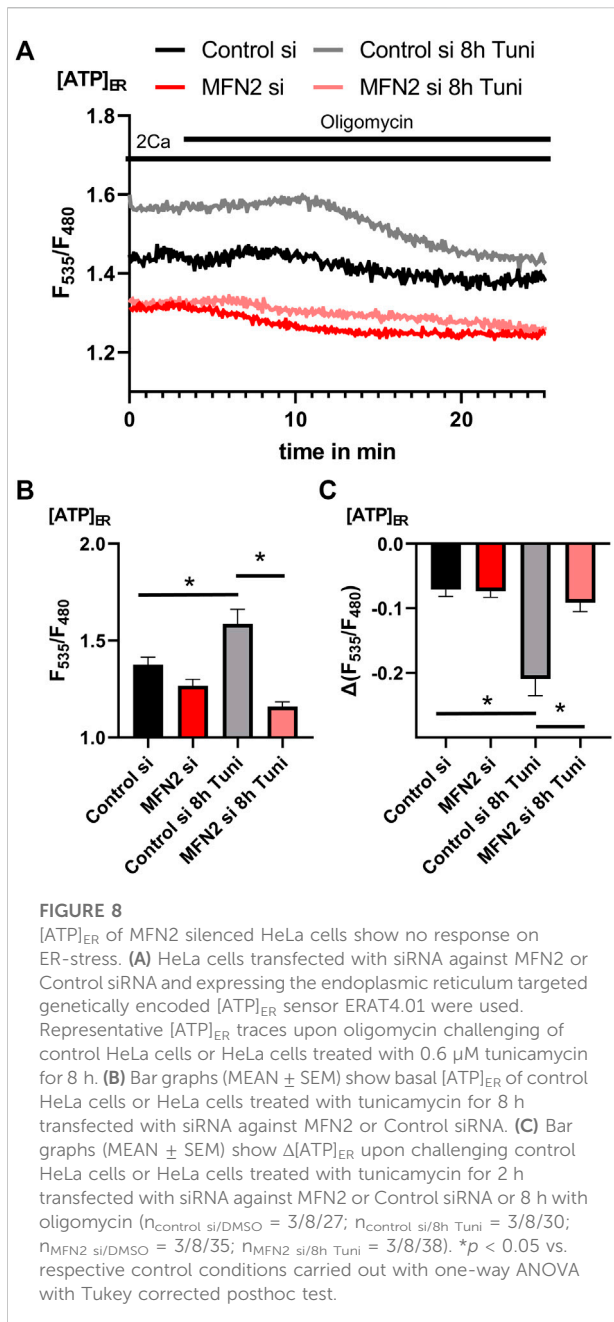 A
Control si Control si 8h Tuni
MFN2 si MFN2 si 8h Tuni
[ATP]ER
Oligomycin
2Ca
1.8
1.6
1.4
1.2
F535/F480
0 10 20
time in min
B
[ATP]ER
2.0
1.5
1.0
F535/F480
* *
Control si
MFN2 si
Control si 8h Tuni
MFN2 si 8h Tuni
C
[ATP]ER
0.0
-0.1
-0.2
Δ(F535/F480)
* *
Control si
MFN2 si
Control si 8h Tuni
MFN2 si 8h Tuni
FIGURE 8
[ATP]ER of MFN2 silenced HeLa cells show no response on
ER-stress. (A) HeLa cells transfected with siRNA against MFN2 or
Control siRNA and expressing the endoplasmic reticulum targeted
genetically encoded [ATP]ER sensor ERAT4.01 were used.
Representative [ATP]ER traces upon oligomycin challenging of
control HeLa cells or HeLa cells treated with 0.6 µM tunicamycin
for 8 h. (B) Bar graphs (MEAN ± SEM) show basal [ATP]ER of control
HeLa cells or HeLa cells treated with tunicamycin for 8 h
transfected with siRNA against MFN2 or Control siRNA. (C) Bar
graphs (MEAN ± SEM) show Δ[ATP]ER upon challenging control
HeLa cells or HeLa cells treated with tunicamycin for 2 h
transfected with siRNA against MFN2 or Control siRNA or 8 h with
oligomycin (ncontrol si/DMSO = 3/8/27; ncontrol si/8h Tuni = 3/8/30;
nMFN2 si/DMSO = 3/8/35; nMFN2 si/8h Tuni = 3/8/38). *p < 0.05 vs.
respective control conditions carried out with one-way ANOVA
with Tukey corrected posthoc test.